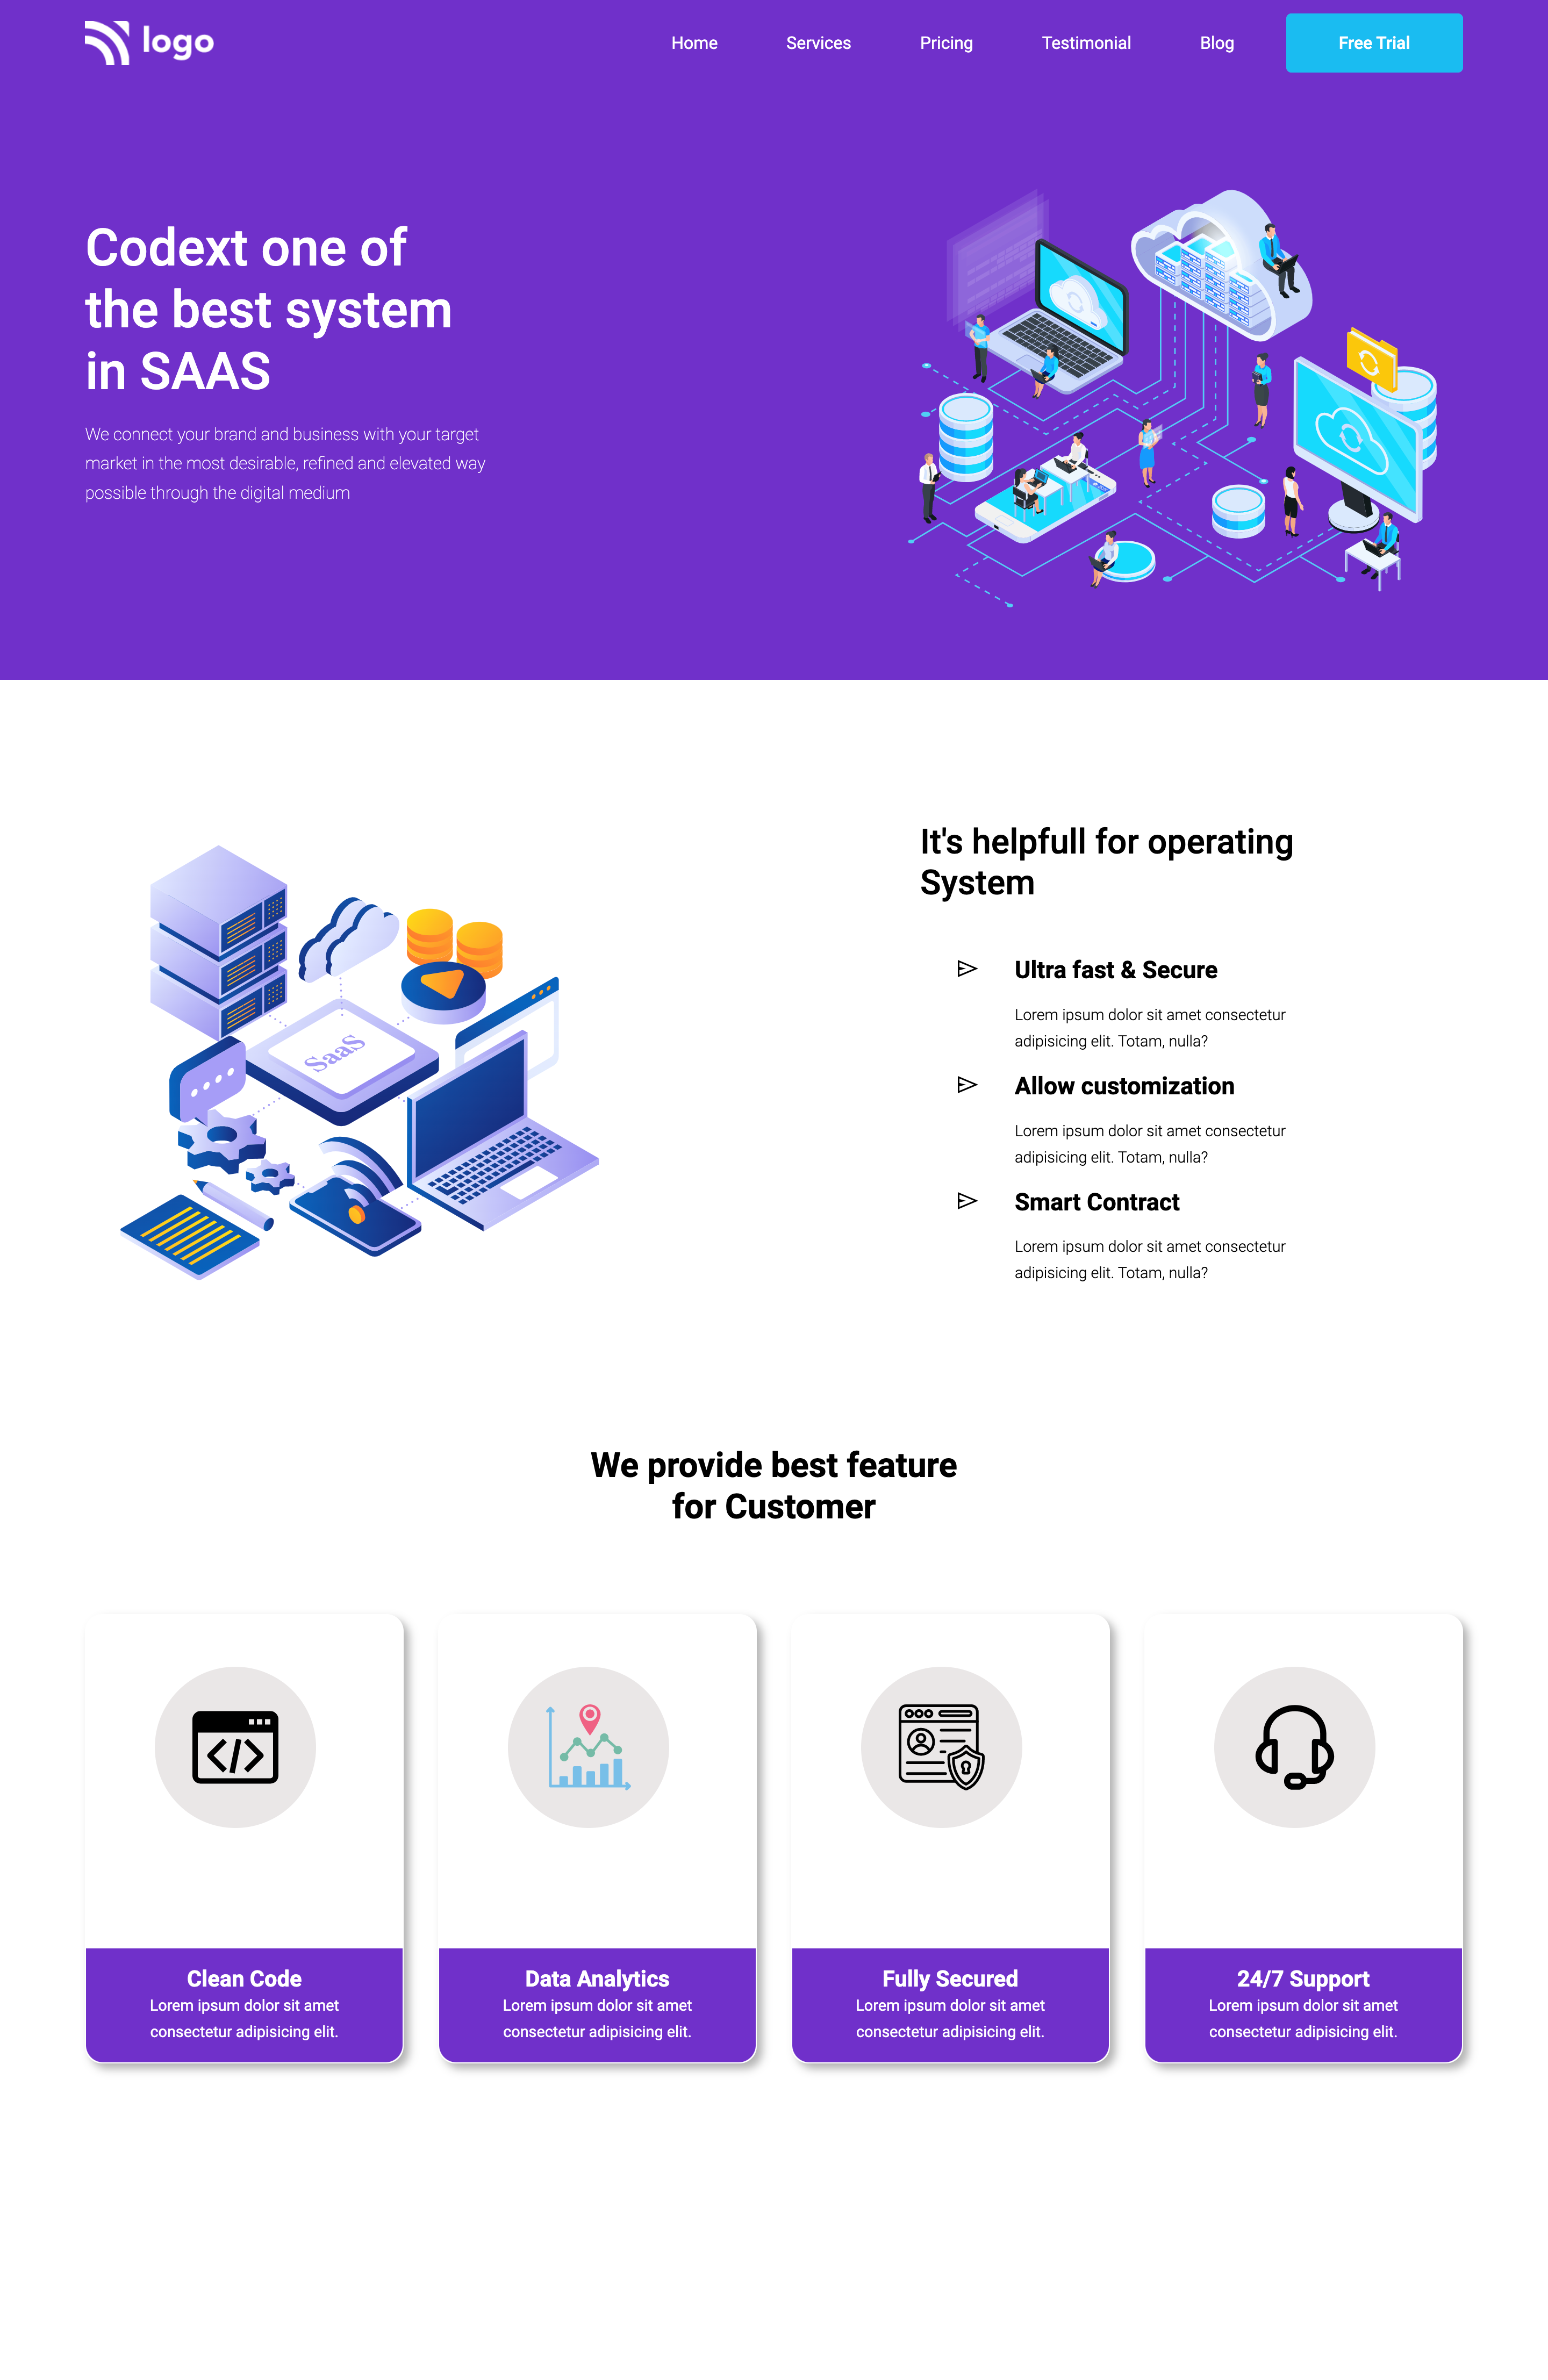 logo
Home Services Pricing Testimonial Blog Free Trial
Codext one of
the best system
in SAAS
We connect your brand and business with your target
market in the most desirable, refined and elevated way
possible through the digital medium
SaaS
It's helpfull for operating
System
Ultra fast & Secure
Lorem ipsum dolor sit amet consectetur
adipisicing elit. Totam, nulla?
Allow customization
Lorem ipsum dolor sit amet consectetur
adipisicing elit. Totam, nulla?
Smart Contract
Lorem ipsum dolor sit amet consectetur
adipisicing elit. Totam, nulla?
We provide best feature
for Customer
Clean Code
Lorem ipsum dolor sit amet
consectetur adipisicing elit.
Data Analytics
Lorem ipsum dolor sit amet
consectetur adipisicing elit.
Fully Secured
Lorem ipsum dolor sit amet
consectetur adipisicing elit.
24/7 Support
Lorem ipsum dolor sit amet
consectetur adipisicing elit.